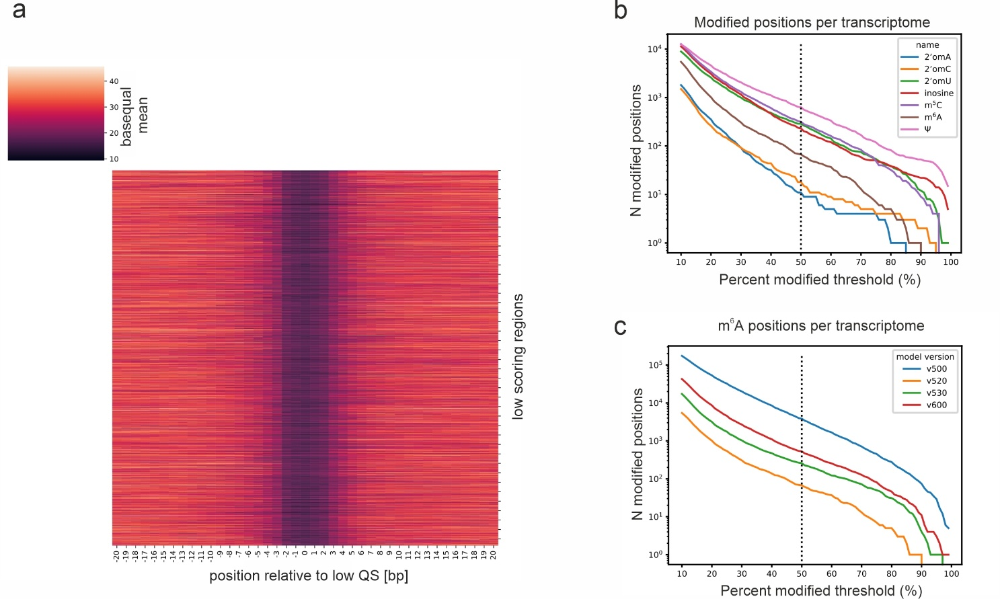 a
40
30
20
10
basequal
mean
low scoring regions
-20 -19 -18 -17 -16 -15 -14 -13 -12 -11 -10 -9 -8 -7 -6 -5 -4 -3 -2 -1 0 1 2 3 4 5 6 7 8 9 10 11 12 13 14 15 16 17 18 19 20
position relative to low QS [bp]
b
Modified positions per transcriptome
N modified positions
10⁴
10³
10²
10¹
10⁰
name
2'omA
2'omC
2'omU
inosine
m⁵C
m⁶A
Ψ
10 20 30 40 50 60 70 80 90 100
Percent modified threshold (%)
c
m⁶A positions per transcriptome
N modified positions
10⁵
10⁴
10³
10²
10¹
10⁰
model version
v500
v520
v530
v600
10 20 30 40 50 60 70 80 90 100
Percent modified threshold (%)